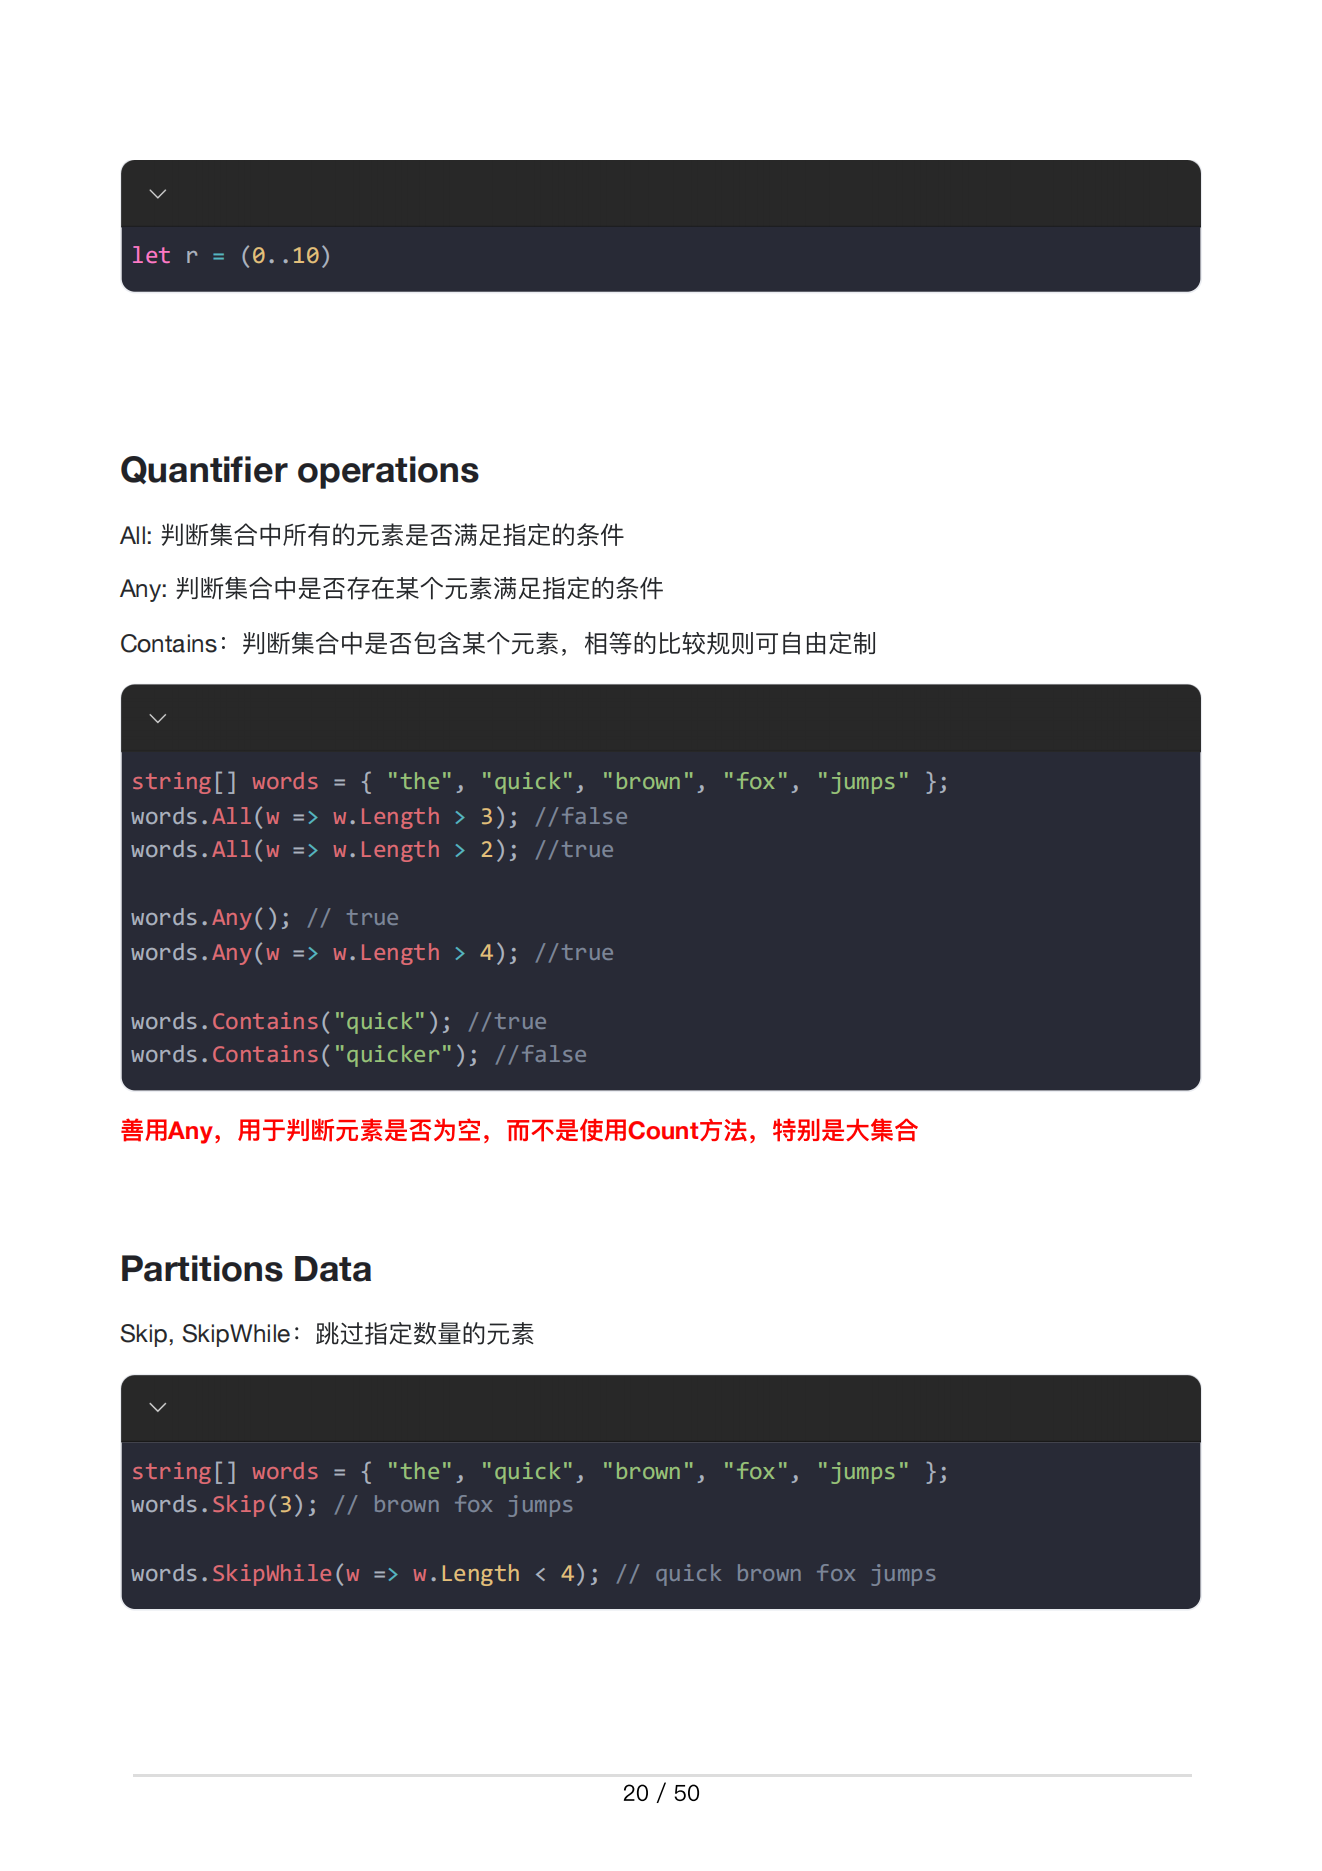 let r = (0..10)
Quantifier operations
All: 判断集合中所有的元素是否满足指定的条件
Any: 判断集合中是否存在某个元素满足指定的条件
Contains：判断集合中是否包含某个元素，相等的比较规则可自由定制
string[] words = { "the", "quick", "brown", "fox", "jumps" };
words.All(w => w.Length > 3); //false
words.All(w => w.Length > 2); //true
words.Any(); // true
words.Any(w => w.Length > 4); //true
words.Contains("quick"); //true
words.Contains("quicker"); //false
善用Any，用于判断元素是否为空，而不是使用Count方法，特别是大集合
Partitions Data
Skip, SkipWhile：跳过指定数量的元素
string[] words = { "the", "quick", "brown", "fox", "jumps" };
words.Skip(3); // brown fox jumps
words.SkipWhile(w => w.Length < 4); // quick brown fox jumps
20 / 50